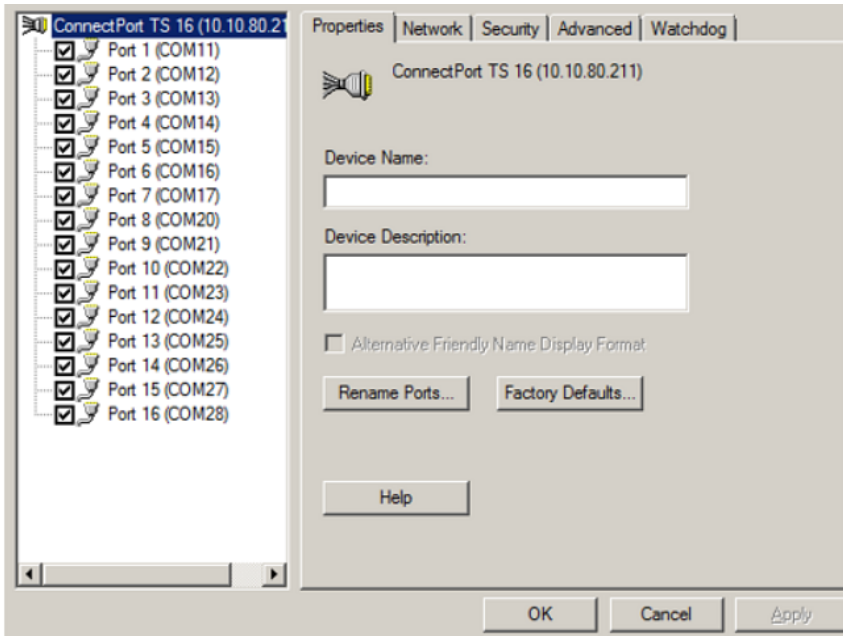 ConnectPort TS 16 (10.10.80.21
Port 1 (COM11)
Port 2 (COM12)
Port 3 (COM13)
Port 4 (COM14)
Port 5 (COM15)
Port 6 (COM16)
Port 7 (COM17)
Port 8 (COM20)
Port 9 (COM21)
Port 10 (COM22)
Port 11 (COM23)
Port 12 (COM24)
Port 13 (COM25)
Port 14 (COM26)
Port 15 (COM27)
Port 16 (COM28)
Properties Network Security Advanced Watchdog
ConnectPort TS 16 (10.10.80.211)
Device Name:
Device Description:
Alternative Friendly Name Display Format
Rename Ports... Factory Defaults...
Help
OK Cancel Apply